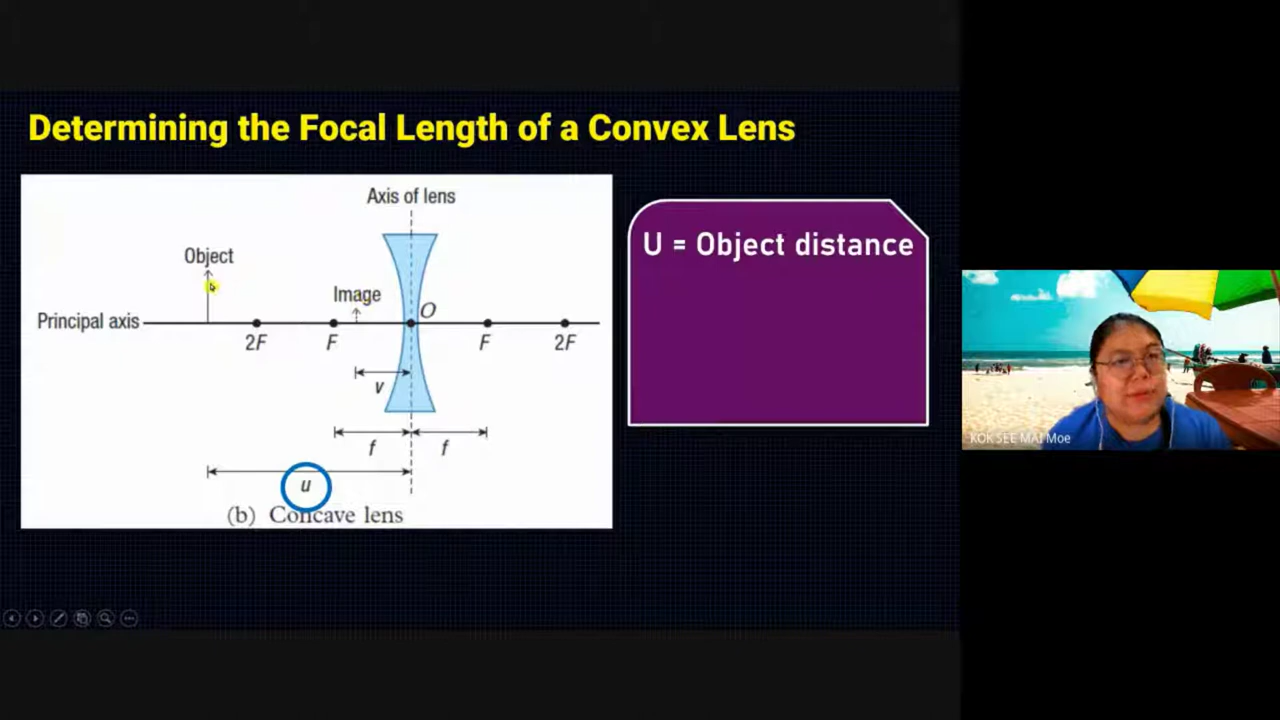 Determining the Focal Length of a Convex Lens
Axis of lens
Object
Image
O
Principal axis
2F
F
F
2F
v
f
f
u
(b) Concave lens
U = Object distance
KOK SEE MAI Moe